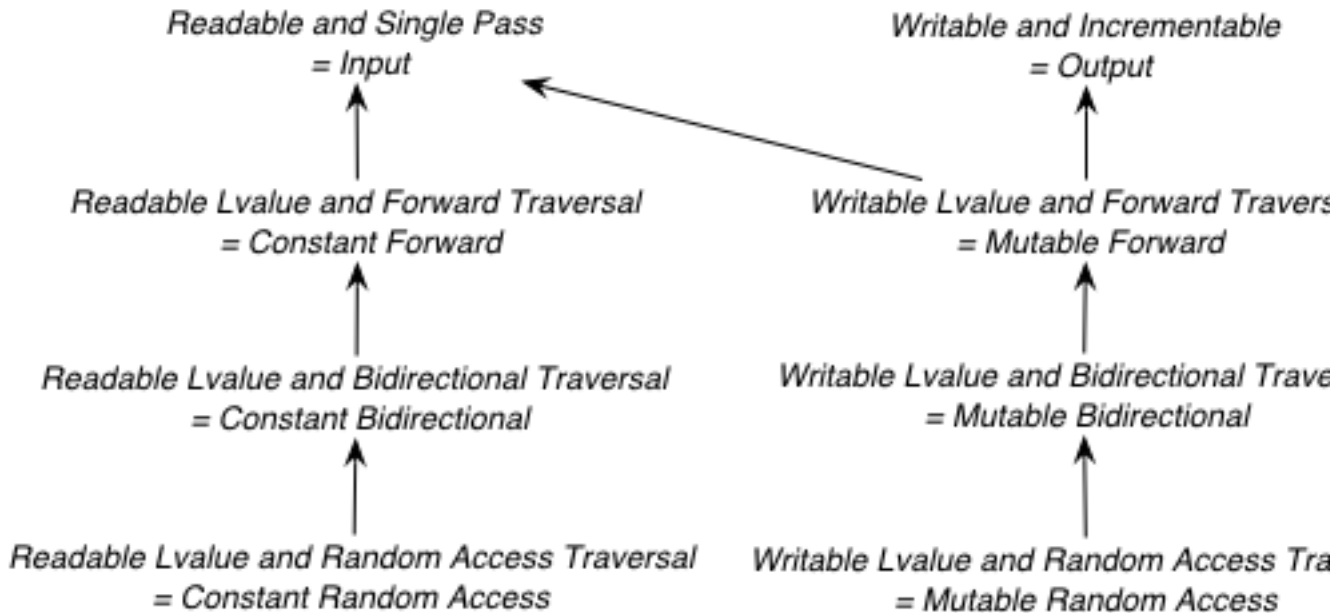 Readable and Single Pass
= Input
Writable and Incrementable
= Output
Readable Lvalue and Forward Traversal
= Constant Forward
Writable Lvalue and Forward Travers
= Mutable Forward
Readable Lvalue and Bidirectional Traversal
= Constant Bidirectional
Writable Lvalue and Bidirectional Trave
= Mutable Bidirectional
Readable Lvalue and Random Access Traversal
= Constant Random Access
Writable Lvalue and Random Access Tra
= Mutable Random Access